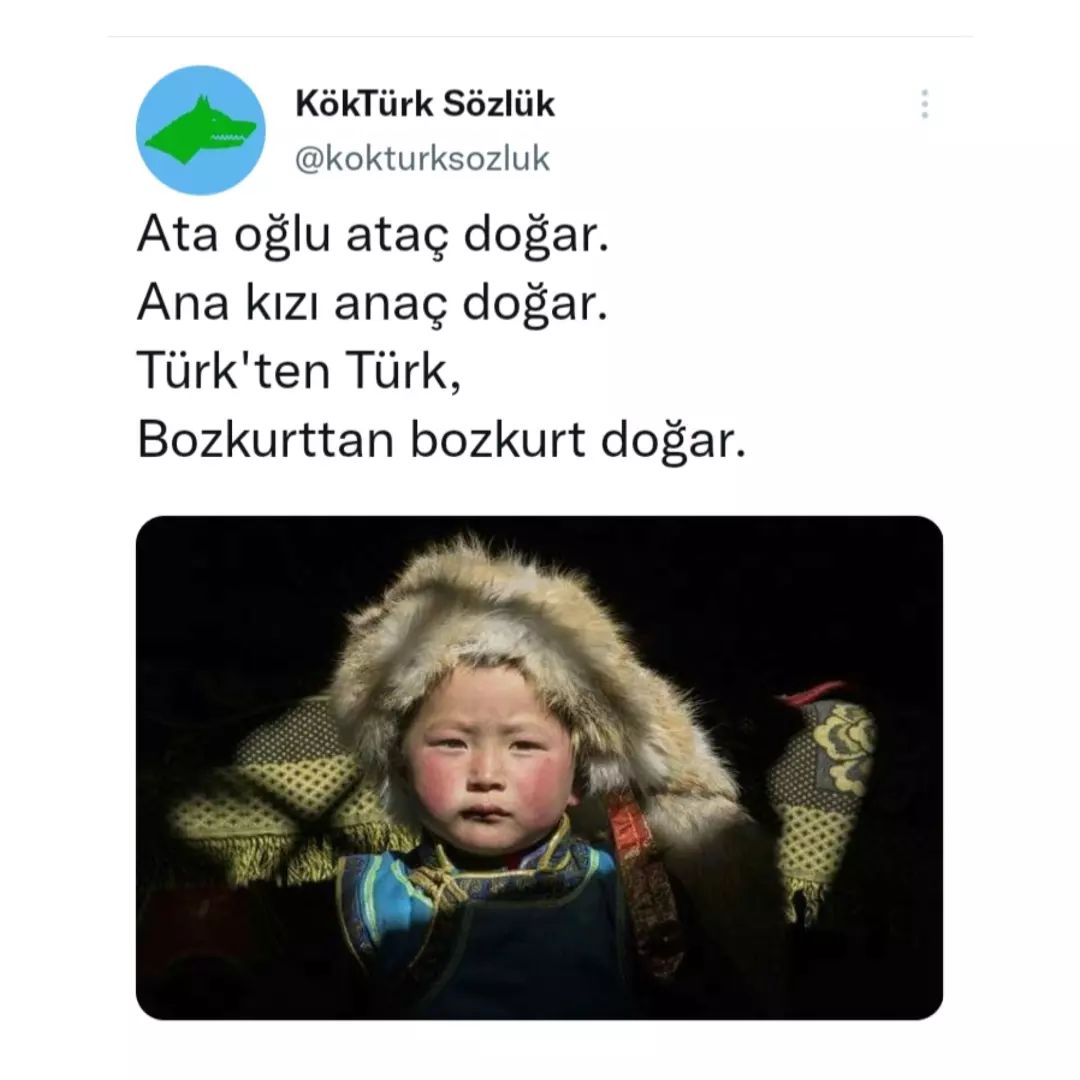 KökTürk Sözlük
@kokturksozluk
Ata oğlu ataç doğar.
Ana kızı anaç doğar.
Türk'ten Türk,
Bozkurttan bozkurt doğar.